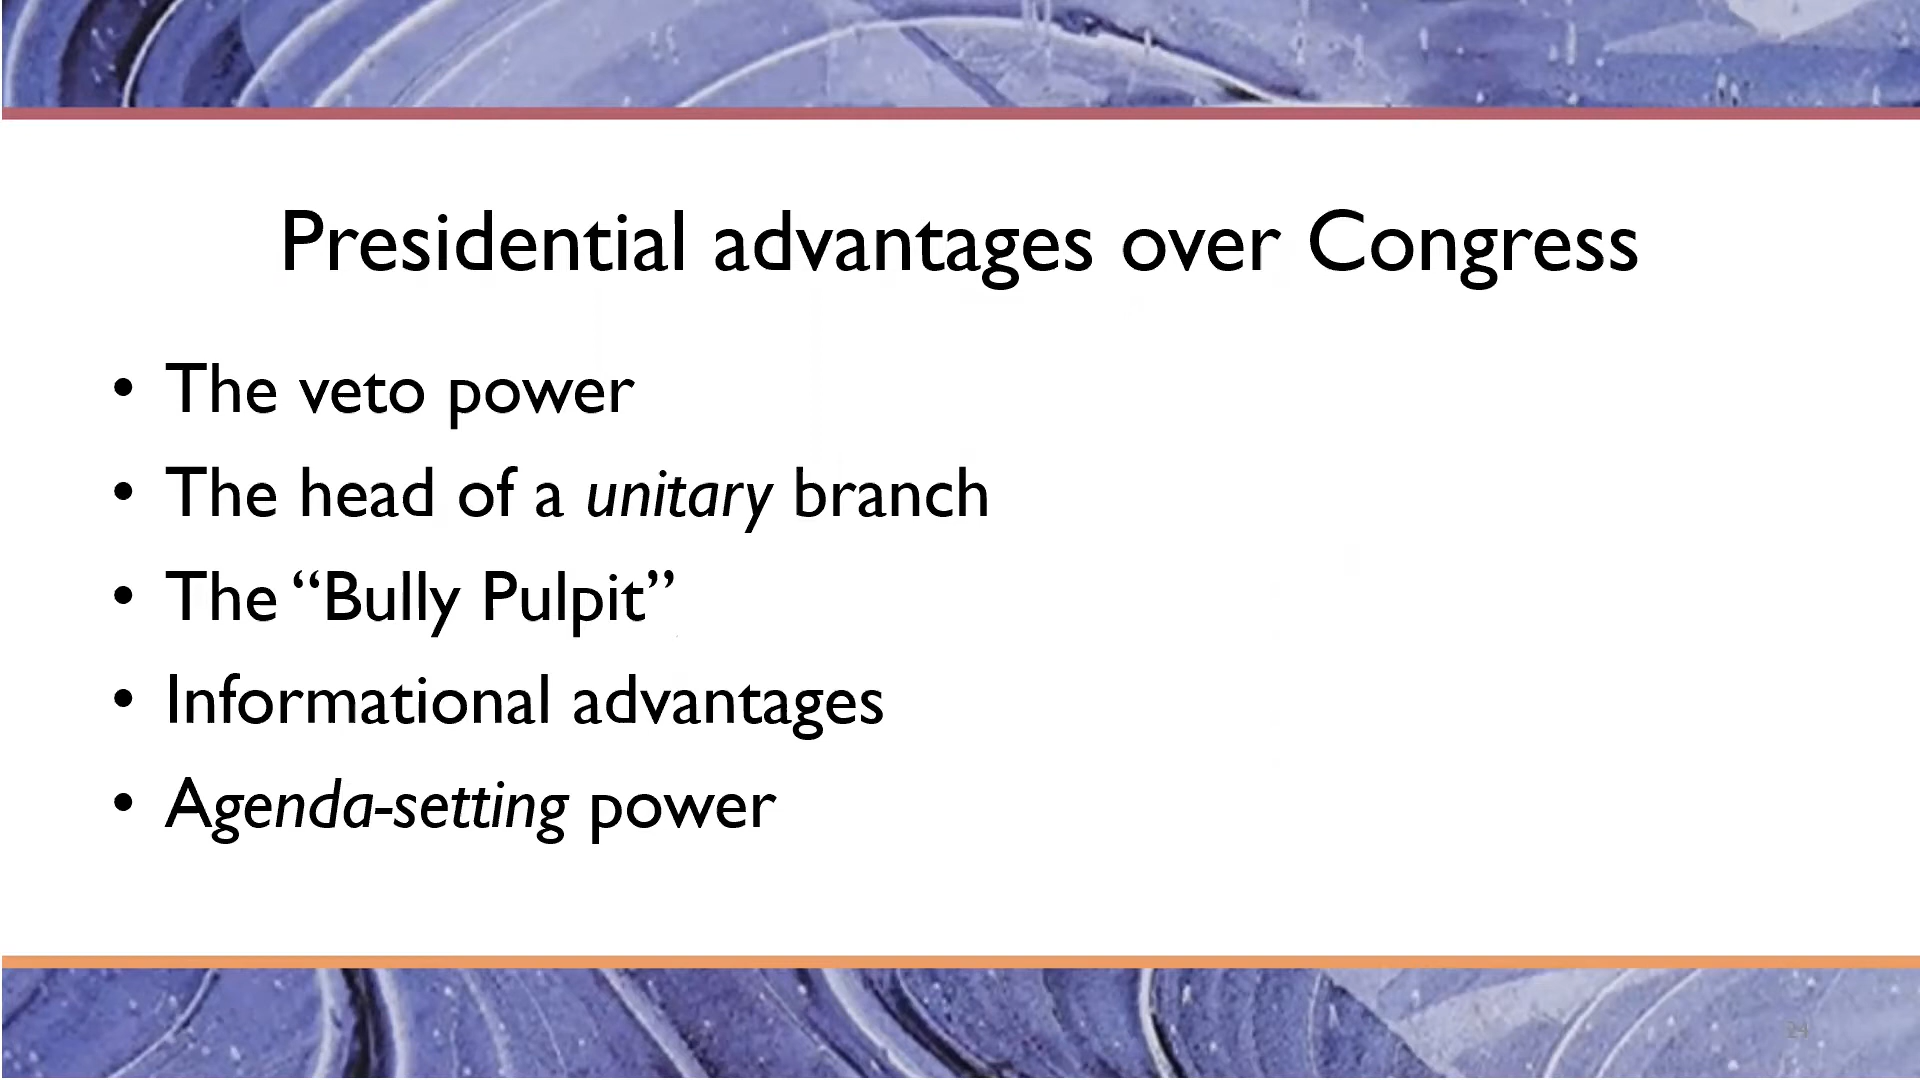 Presidential advantages over Congress
• The veto power
• The head of a unitary branch
• The “Bully Pulpit”
• Informational advantages
• Agenda-setting power
24